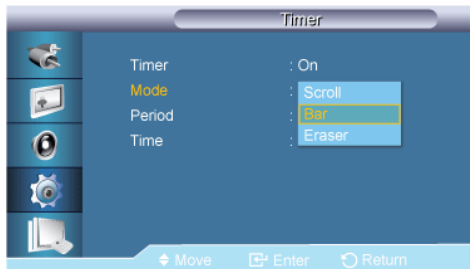 Timer
Timer : On
Mode : Scroll
Bar
Period :
Eraser
Time :
Move Enter Return